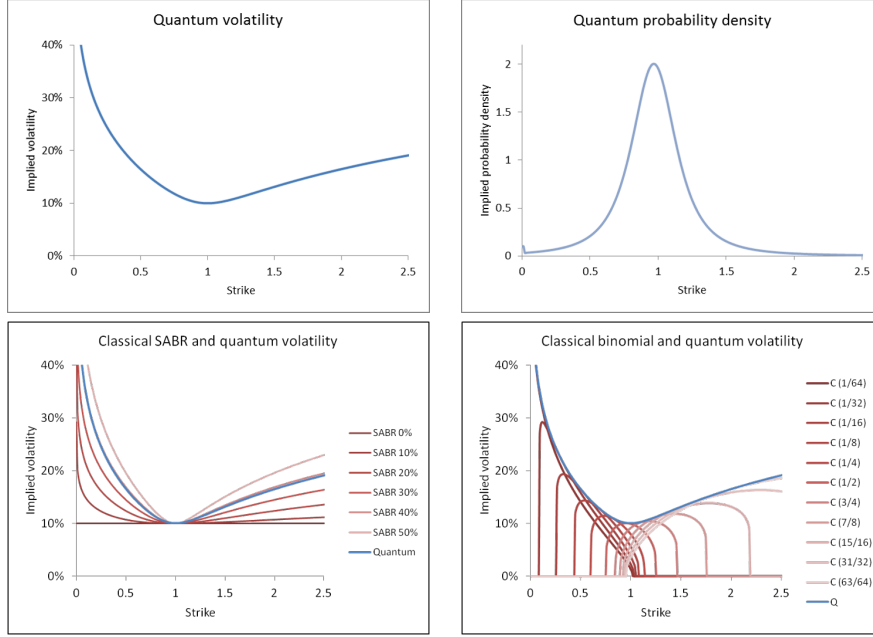 Quantum volatility
40%
30%
20%
10%
0%
Implied volatility
0 0.5 1 1.5 2 2.5
Strike
Quantum probability density
2
1.5
1
0.5
0
Implied probability density
0 0.5 1 1.5 2 2.5
Strike
Classical SABR and quantum volatility
40%
30%
20%
10%
0%
Implied volatility
0 0.5 1 1.5 2 2.5
Strike
SABR 0%
SABR 10%
SABR 20%
SABR 30%
SABR 40%
SABR 50%
Quantum
Classical binomial and quantum volatility
40%
30%
20%
10%
0%
Implied volatility
0 0.5 1 1.5 2 2.5
Strike
C (1/64)
C (1/32)
C (1/16)
C (1/8)
C (1/4)
C (1/2)
C (3/4)
C (7/8)
C (15/16)
C (31/32)
C (63/64)
Q